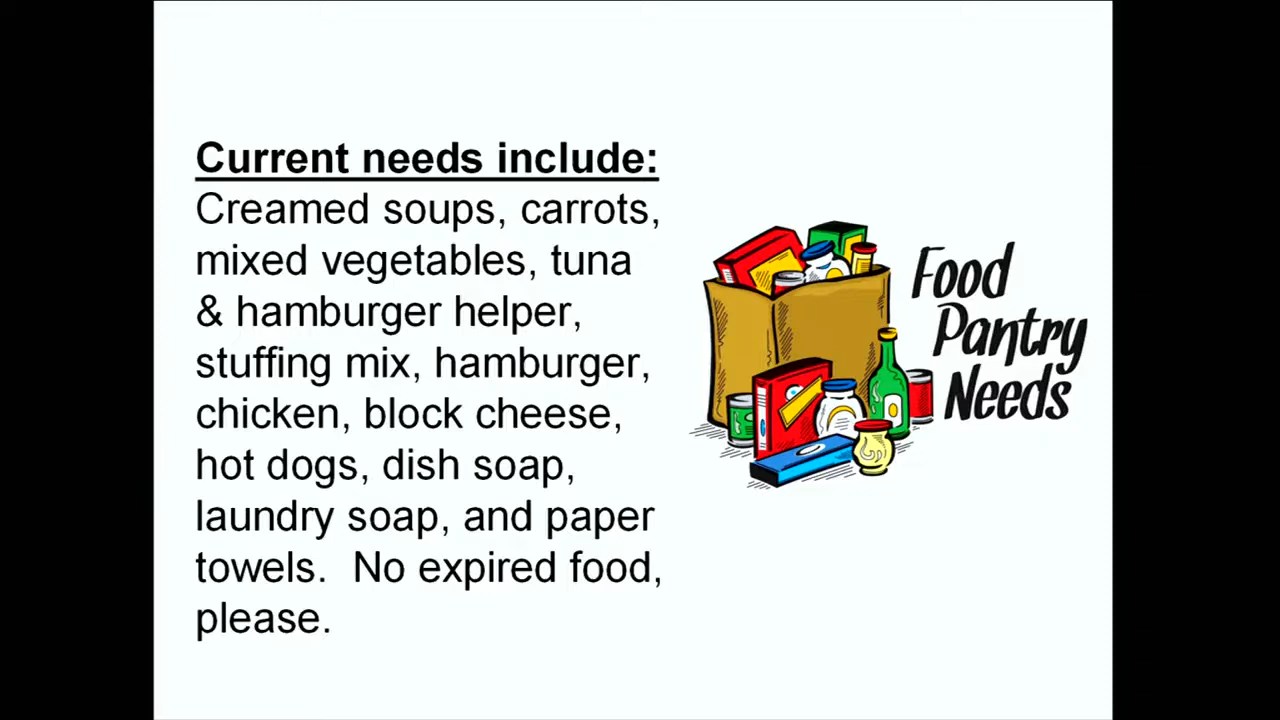 Current needs include:
Creamed soups, carrots,
mixed vegetables, tuna
& hamburger helper,
stuffing mix, hamburger,
chicken, block cheese,
hot dogs, dish soap,
laundry soap, and paper
towels.  No expired food,
please.
Food
Pantry
Needs